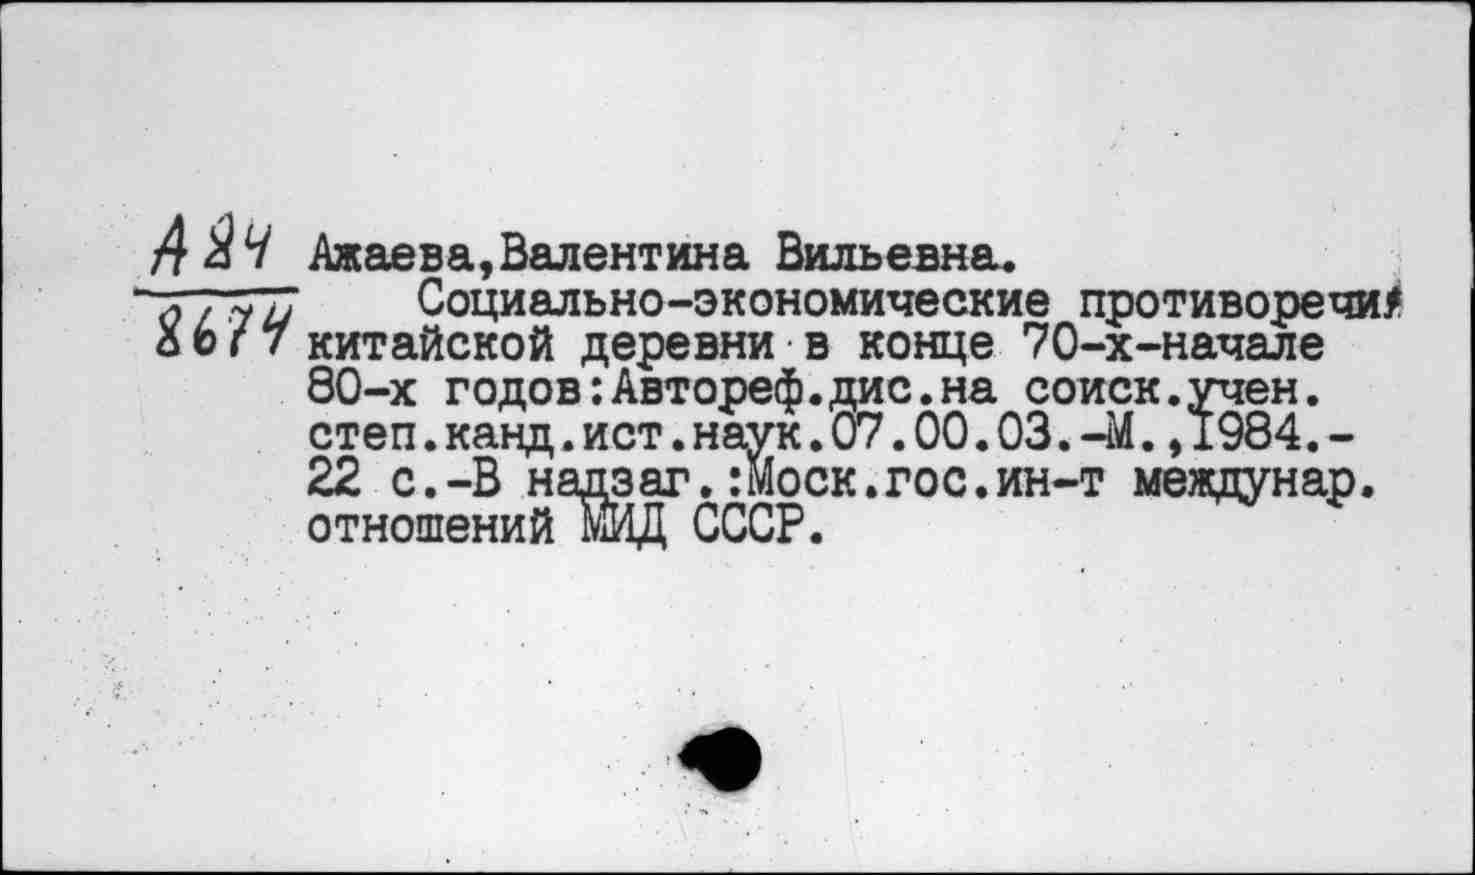 А84 Ажаева,Валентина Вильевна.
8674 Социально-экономические противоречия
китайской деревни в конце 70-х-начале
80-х годов:Автореф.дис.на соиск.учен.
степ.канд.ист.наук.07.00.03.-М.,1984.-
22 с.-В надзаг.:Моск.гос.ин-т междунар.
отношений МИД СССР.